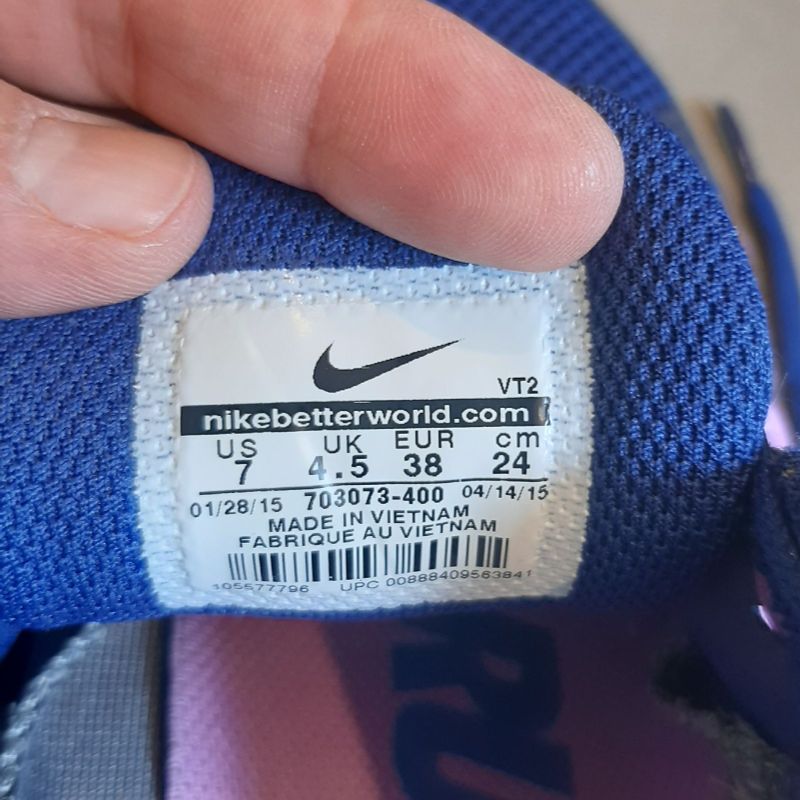 VT2
nikebetterworld.com
US UK EUR cm
7 4.5 38 24
01/28/15 703073-400 04/14/15
MADE IN VIETNAM
FABRIQUE AU VIETNAM
105577796 UPC 00888409563841
RU